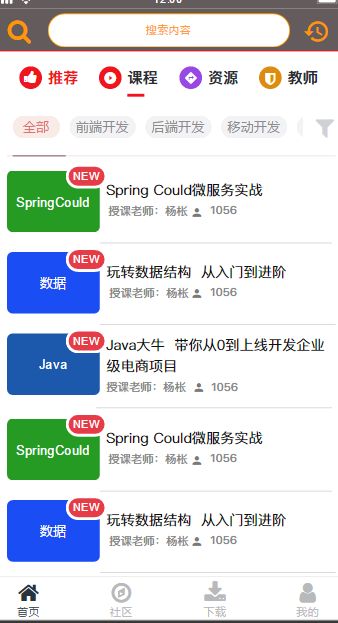 12:00
搜索内容
推荐 课程 资源 教师
全部 前端开发 后端开发 移动开发
NEW
SpringCould
Spring Could微服务实战
授课老师：杨枨 1056
NEW
数据
玩转数据结构 从入门到进阶
授课老师：杨枨 1056
NEW
Java
Java大牛 带你从0到上线开发企业
级电商项目
授课老师：杨枨 1056
NEW
SpringCould
Spring Could微服务实战
授课老师：杨枨 1056
NEW
数据
玩转数据结构 从入门到进阶
授课老师：杨枨 1056
首页 社区 下载 我的